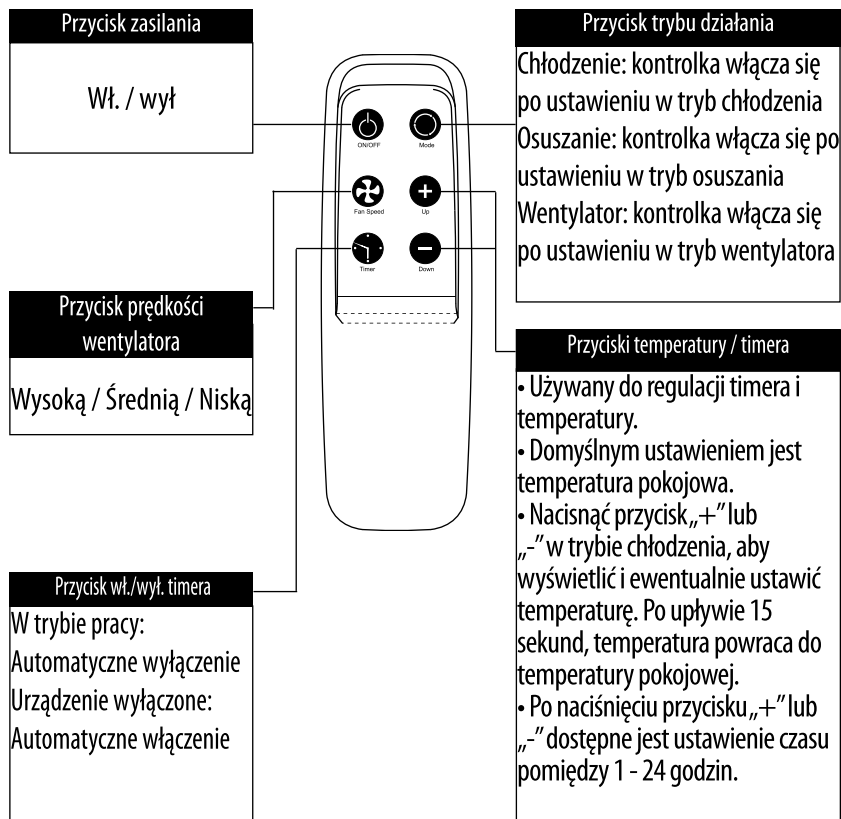 Przycisk zasilania
Wł. / wył
Przycisk trybu działania
Chłodzenie: kontrolka włącza się
po ustawieniu w tryb chłodzenia
Osuszanie: kontrolka włącza się po
ustawieniu w tryb osuszania
Wentylator: kontrolka włącza się
po ustawieniu w tryb wentylatora
ON/OFF
Mode
Fan Speed
Up
Timer
Down
Przycisk prędkości
wentylatora
Wysoką / Średnią / Niską
Przyciski temperatury / timera
• Używany do regulacji timera i
temperatury.
• Domyślnym ustawieniem jest
temperatura pokojowa.
• Nacisnąć przycisk „+” lub
„-” w trybie chłodzenia, aby
wyświetlić i ewentualnie ustawić
temperaturę. Po upływie 15
sekund, temperatura powraca do
temperatury pokojowej.
• Po naciśnięciu przycisku „+” lub
„-” dostępne jest ustawienie czasu
pomiędzy 1 - 24 godzin.
Przycisk wł./wył. timera
W trybie pracy:
Automatyczne wyłączenie
Urządzenie wyłączone:
Automatyczne włączenie